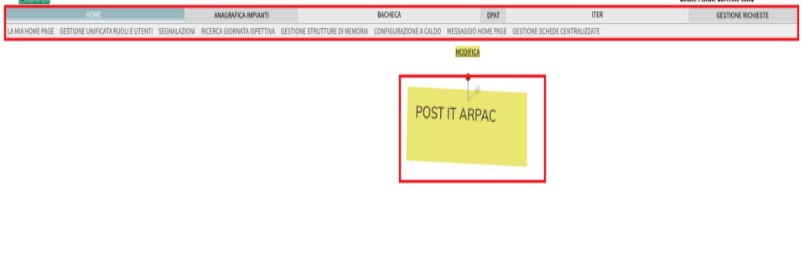 HOME ANAGRAFICA IMPIANTI BACHECA DPAT ITER GESTIONE RICHIESTE
LA MIA HOME PAGE GESTIONE UNIFICATA RUOLI E UTENTI SEGNALAZIONI RICERCA GIORNATA ISPETTIVA GESTIONE STRUTTURE DI MEMORIA CONFIGURAZIONE A CALDO MESSAGGIO HOME PAGE GESTIONE SCHEDE CENTRALIZZATE
MODIFICA
POST IT ARPAC